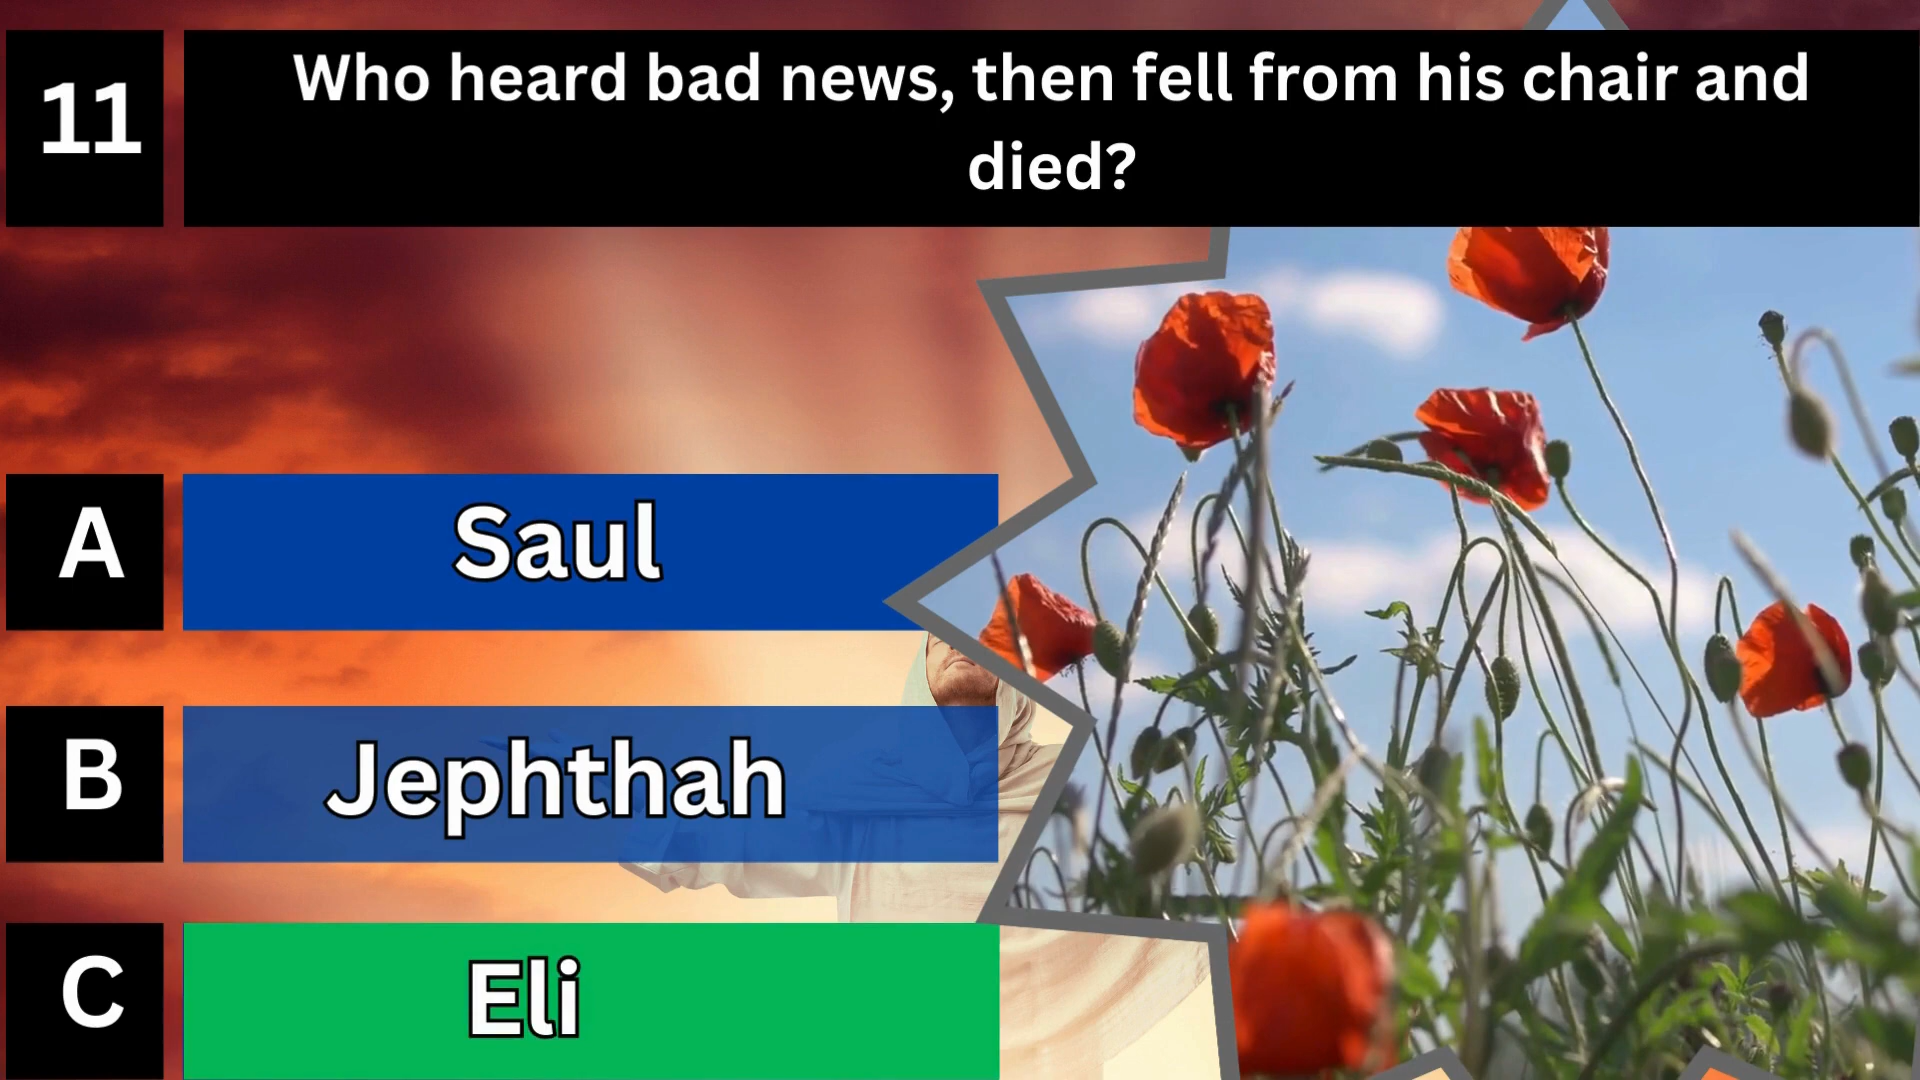 11
Who heard bad news, then fell from his chair and
died?
A
Saul
B
Jephthah
C
Eli